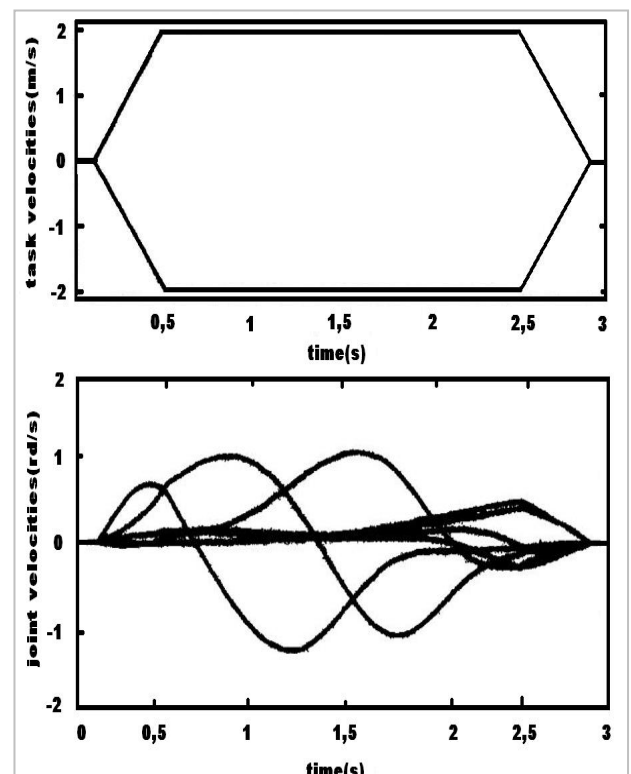 task velocities(m/s)
2
1
0
-1
-2
0,5 1 1,5 2 2,5 3
time(s)
joint velocities(rd/s)
2
1
0
-1
-2
0 0,5 1 1,5 2 2,5 3
time(s)